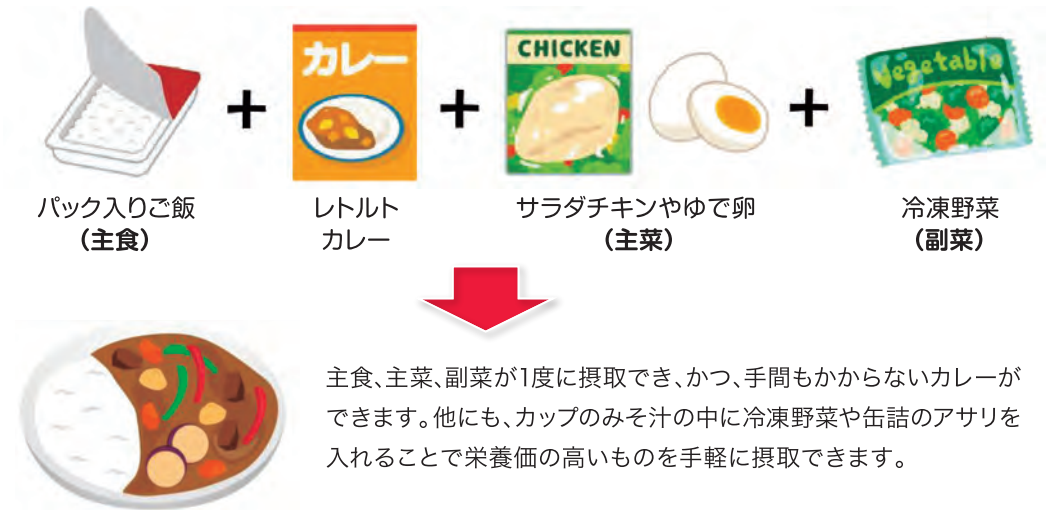 カレー
CHICKEN
Vegetable
パック入りご飯
（主食）
レトルト
カレー
サラダチキンやゆで卵
（主菜）
冷凍野菜
（副菜）
主食、主菜、副菜が1度に摂取でき、かつ、手間もかからないカレーが
できます。他にも、カップのみそ汁の中に冷凍野菜や缶詰のアサリを
入れることで栄養価の高いものを手軽に摂取できます。